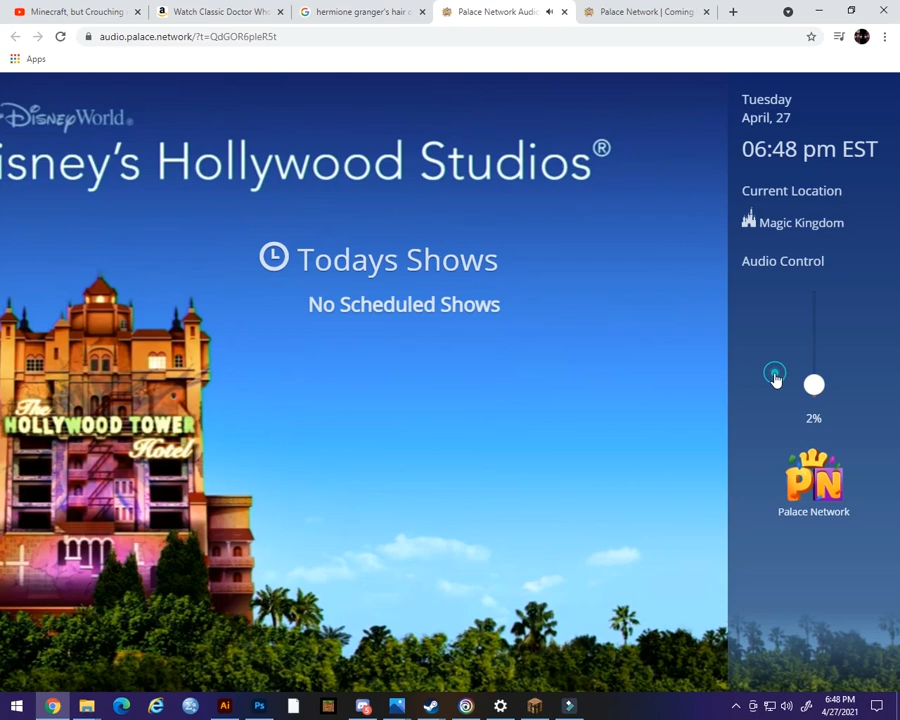 Minecraft, but Crouching
Watch Classic Doctor Who
hermione granger's hair c
Palace Network Audio
Palace Network | Coming
audio.palace.network/?t=QdGOR6pleR5t
Apps
Disney World®
isney's Hollywood Studios®
Todays Shows
No Scheduled Shows
The
HOLLYWOOD TOWER
Hotel
Tuesday
April, 27
06:48 pm EST
Current Location
Magic Kingdom
Audio Control
2%
PN
Palace Network
6:48 PM
4/27/2021